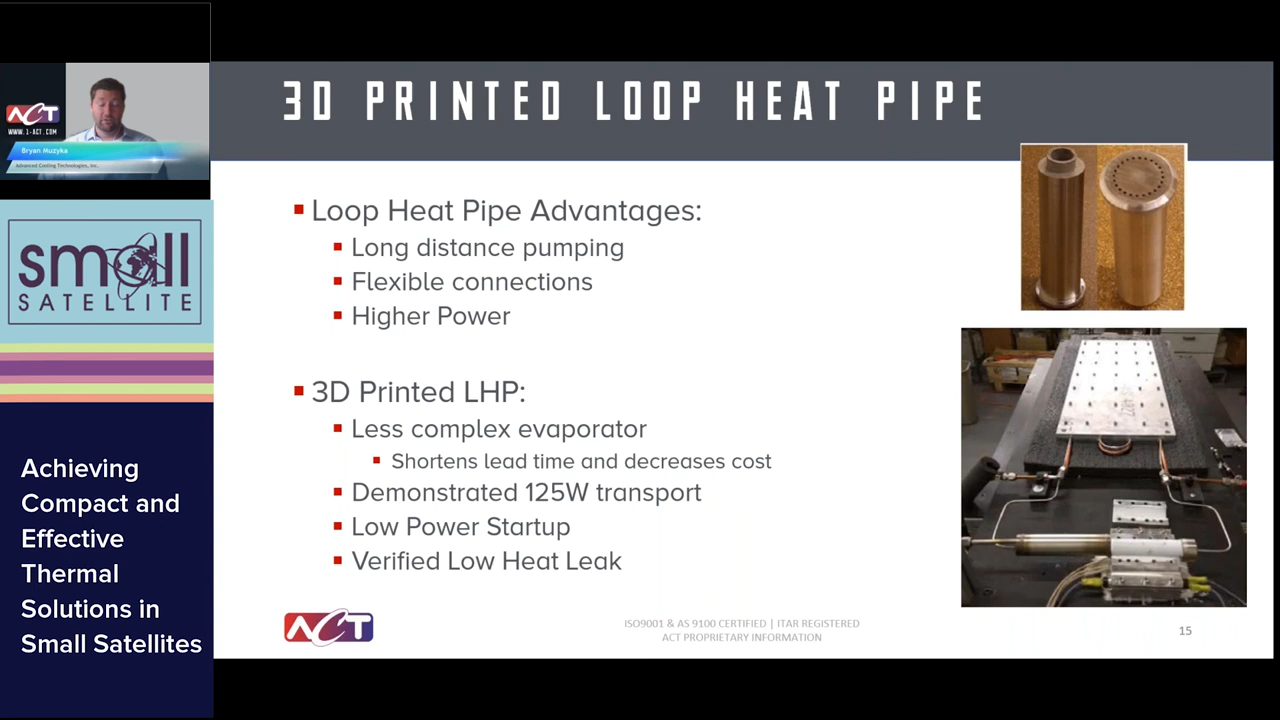 ACT
WWW.1-ACT.COM
Bryan Muzyka
Advanced Cooling Technologies, Inc.
small
SATELLITE
Achieving
Compact and
Effective
Thermal
Solutions in
Small Satellites
3D PRINTED LOOP HEAT PIPE
Loop Heat Pipe Advantages:
Long distance pumping
Flexible connections
Higher Power
3D Printed LHP:
Less complex evaporator
Shortens lead time and decreases cost
Demonstrated 125W transport
Low Power Startup
Verified Low Heat Leak
ACT
ISO9001 & AS 9100 CERTIFIED | ITAR REGISTERED
ACT PROPRIETARY INFORMATION
15